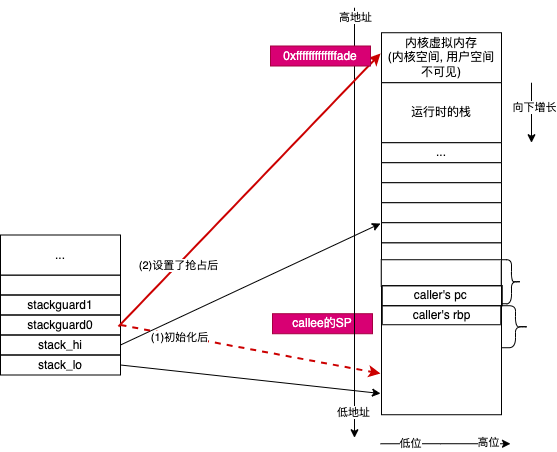 高地址
内核虚拟内存
(内核空间, 用户空间
不可见)
0xfffffffffffffade
运行时的栈
向下增长
...
...
(2)设置了抢占后
stackguard1
stackguard0
stack_hi
stack_lo
(1)初始化后
callee的SP
caller's pc
caller's rbp
低地址
低位
高位